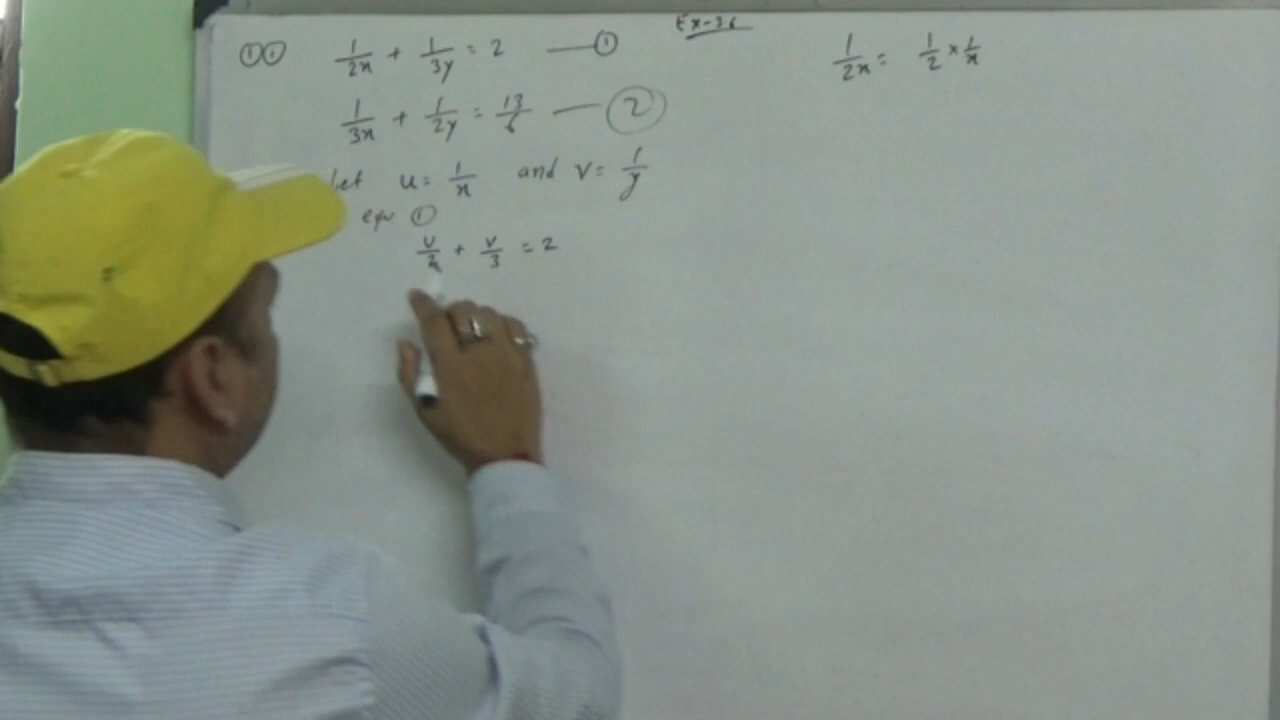 Ex-3.6
①① 1/2x + 1/3y = 2 —①
1/3x + 1/2y = 13/6 —②
Let u = 1/x and v = 1/y
eqn ①
u/2 + v/3 = 2
1/2x = 1/2 × 1/x